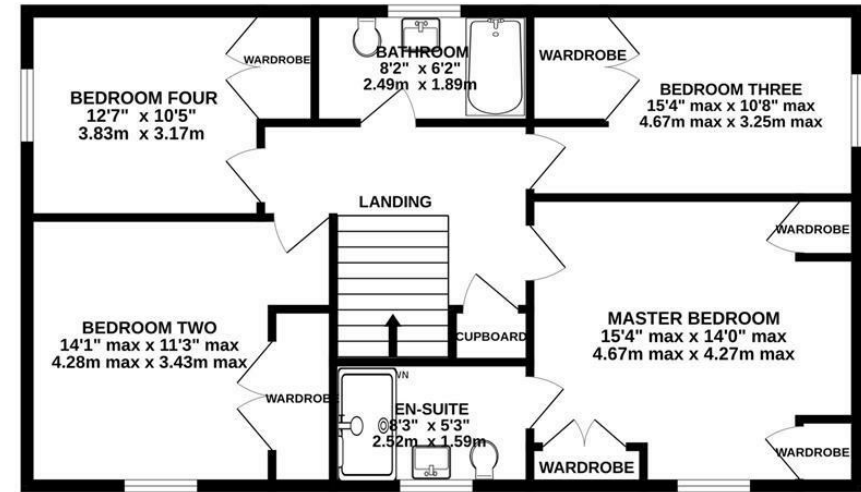 BEDROOM FOUR
12'7" x 10'5"
3.83m x 3.17m
WARDROBE
BATHROOM
8'2" x 6'2"
2.49m x 1.89m
WARDROBE
BEDROOM THREE
15'4" max x 10'8" max
4.67m max x 3.25m max
LANDING
WARDROBE
BEDROOM TWO
14'1" max x 11'3" max
4.28m max x 3.43m max
WARDROBE
CUPBOARD
MASTER BEDROOM
15'4" max x 14'0" max
4.67m max x 4.27m max
EN-SUITE
8'3" x 5'3"
2.52m x 1.59m
WARDROBE
WARDROBE